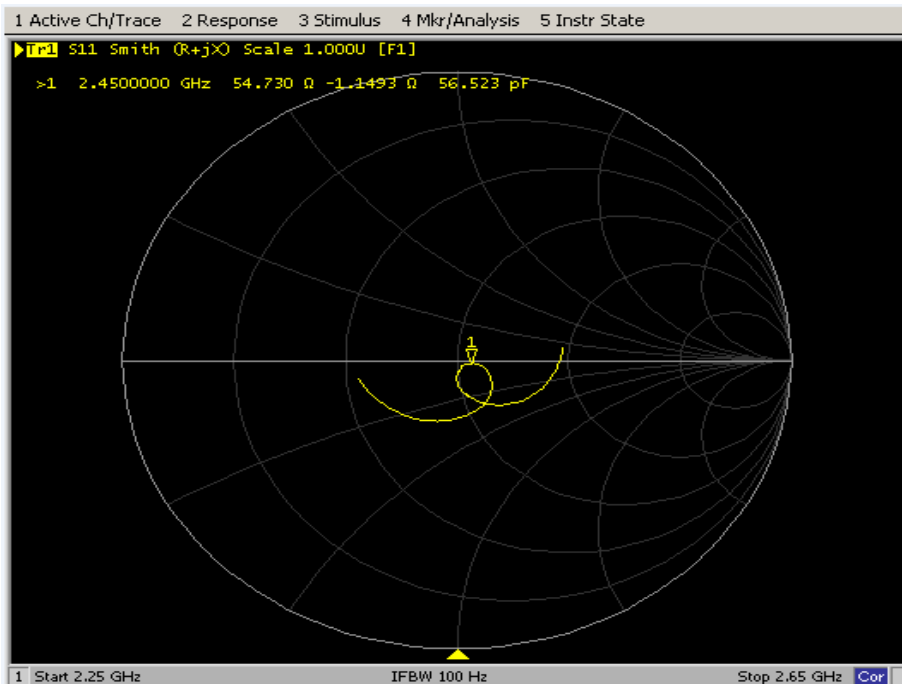 1 Active Ch/Trace 2 Response 3 Stimulus 4 Mkr/Analysis 5 Instr State
Tr1 S11 Smith (R+jX) Scale 1.000U [F1]
>1 2.4500000 GHz 54.730 Ω -1.1493 Ω 56.523 pF
1
1 Start 2.25 GHz IFBW 100 Hz Stop 2.65 GHz Cor